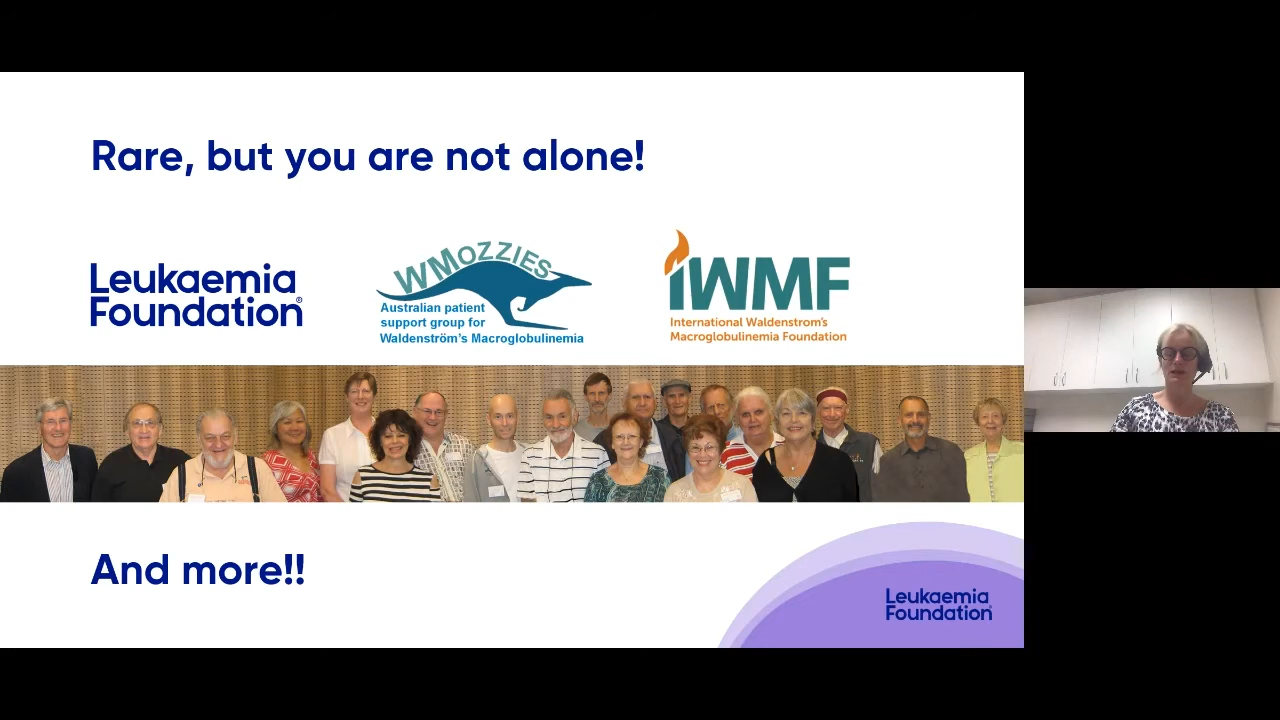 Rare, but you are not alone!
Leukaemia
Foundation®
WMOZZIES
Australian patient
support group for
Waldenström's Macroglobulinemia
IWMF
International Waldenstrom's
Macroglobulinemia Foundation
And more!!
Leukaemia
Foundation